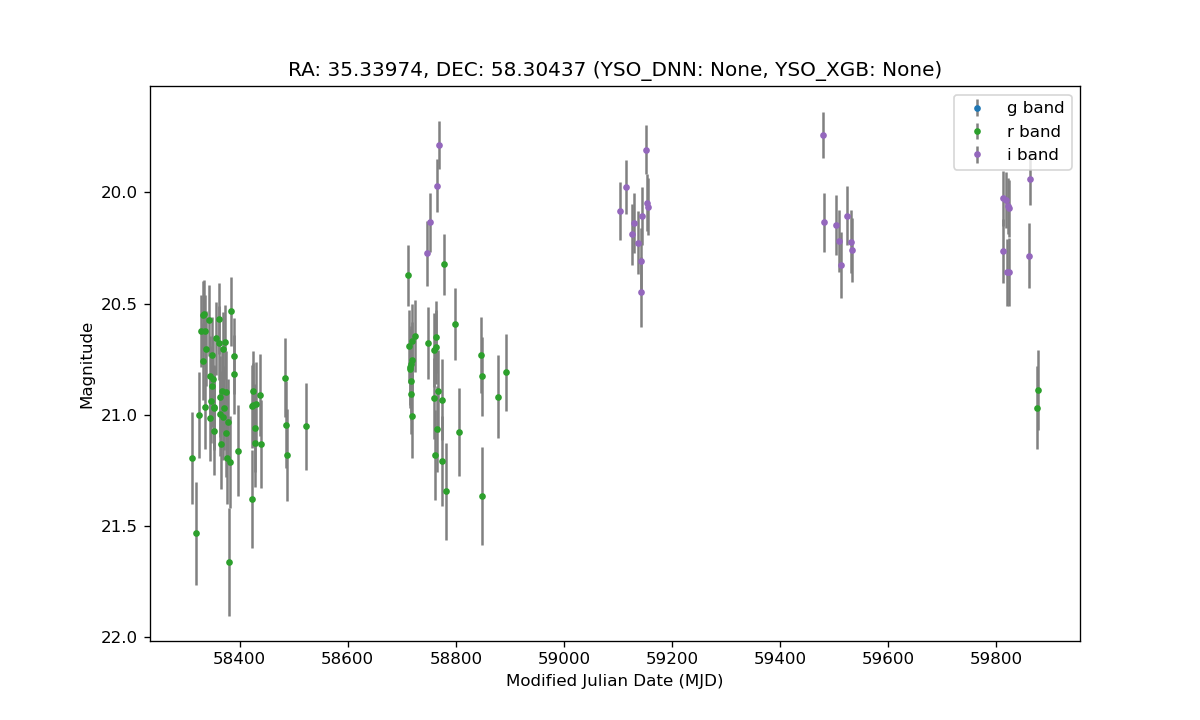 RA: 35.33974, DEC: 58.30437 (YSO_DNN: None, YSO_XGB: None)
g band
r band
i band
Magnitude
20.0
20.5
21.0
21.5
22.0
58400 58600 58800 59000 59200 59400 59600 59800
Modified Julian Date (MJD)